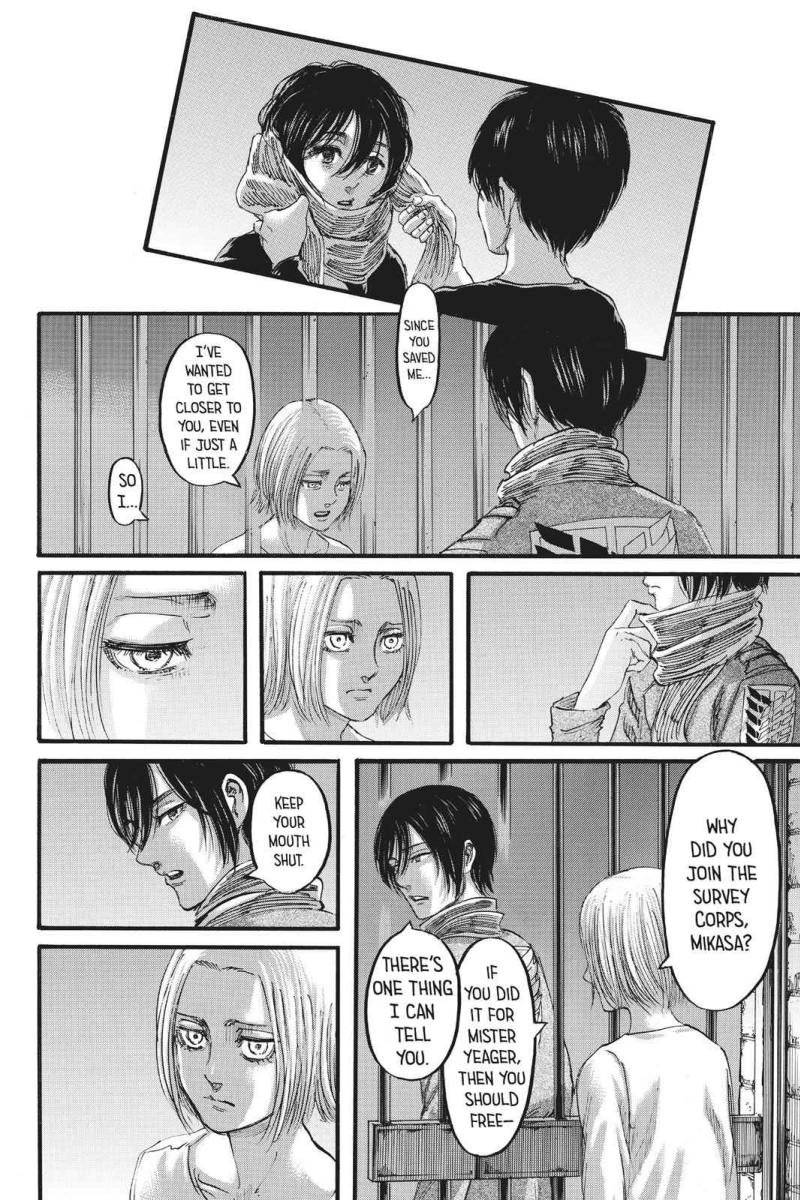 SINCE
YOU
SAVED
ME...
I'VE
WANTED
TO GET
CLOSER TO
YOU, EVEN
IF JUST A
LITTLE.
SO
I...
WHY
DID YOU
JOIN THE
SURVEY
CORPS,
MIKASA?
IF
YOU DID
IT FOR
MISTER
YEAGER,
THEN YOU
SHOULD
FREE—
THERE'S
ONE THING
I CAN
TELL
YOU.
KEEP
YOUR
MOUTH
SHUT.